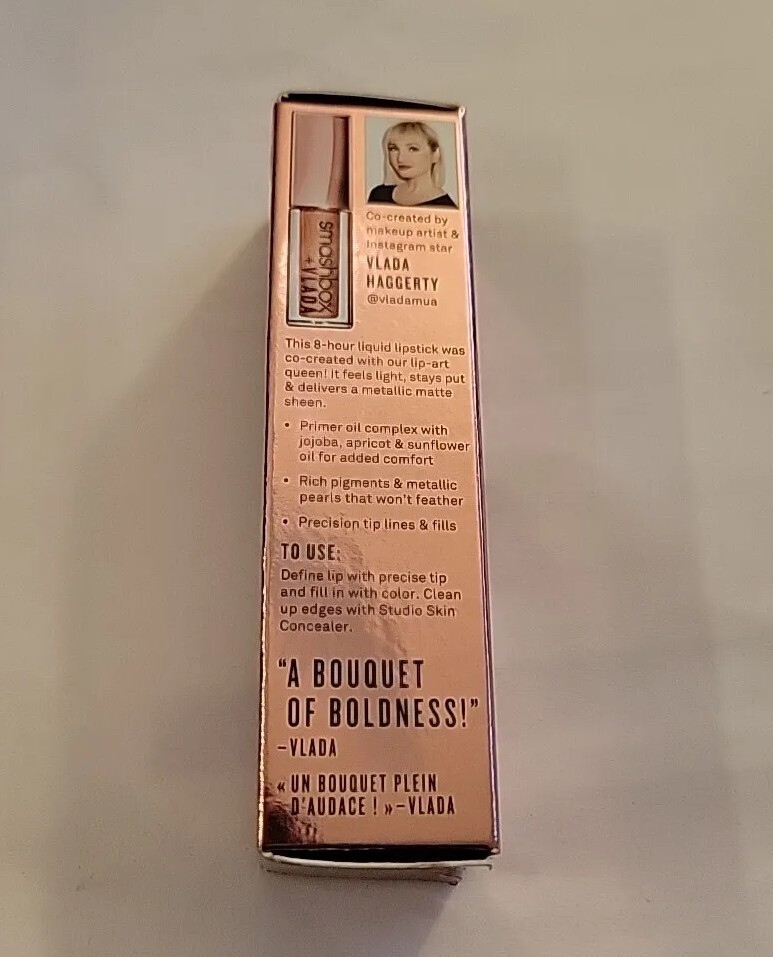 smashbox
+ VLADA
Co-created by
makeup artist &
Instagram star
VLADA
HAGGERTY
@vladamua
This 8-hour liquid lipstick was
co-created with our lip-art
queen! It feels light, stays put
& delivers a metallic matte
sheen.
• Primer oil complex with
jojoba, apricot & sunflower
oil for added comfort
• Rich pigments & metallic
pearls that won't feather
• Precision tip lines & fills
TO USE:
Define lip with precise tip
and fill in with color. Clean
up edges with Studio Skin
Concealer.
"A BOUQUET
OF BOLDNESS!"
–VLADA
« UN BOUQUET PLEIN
D'AUDACE ! »–VLADA